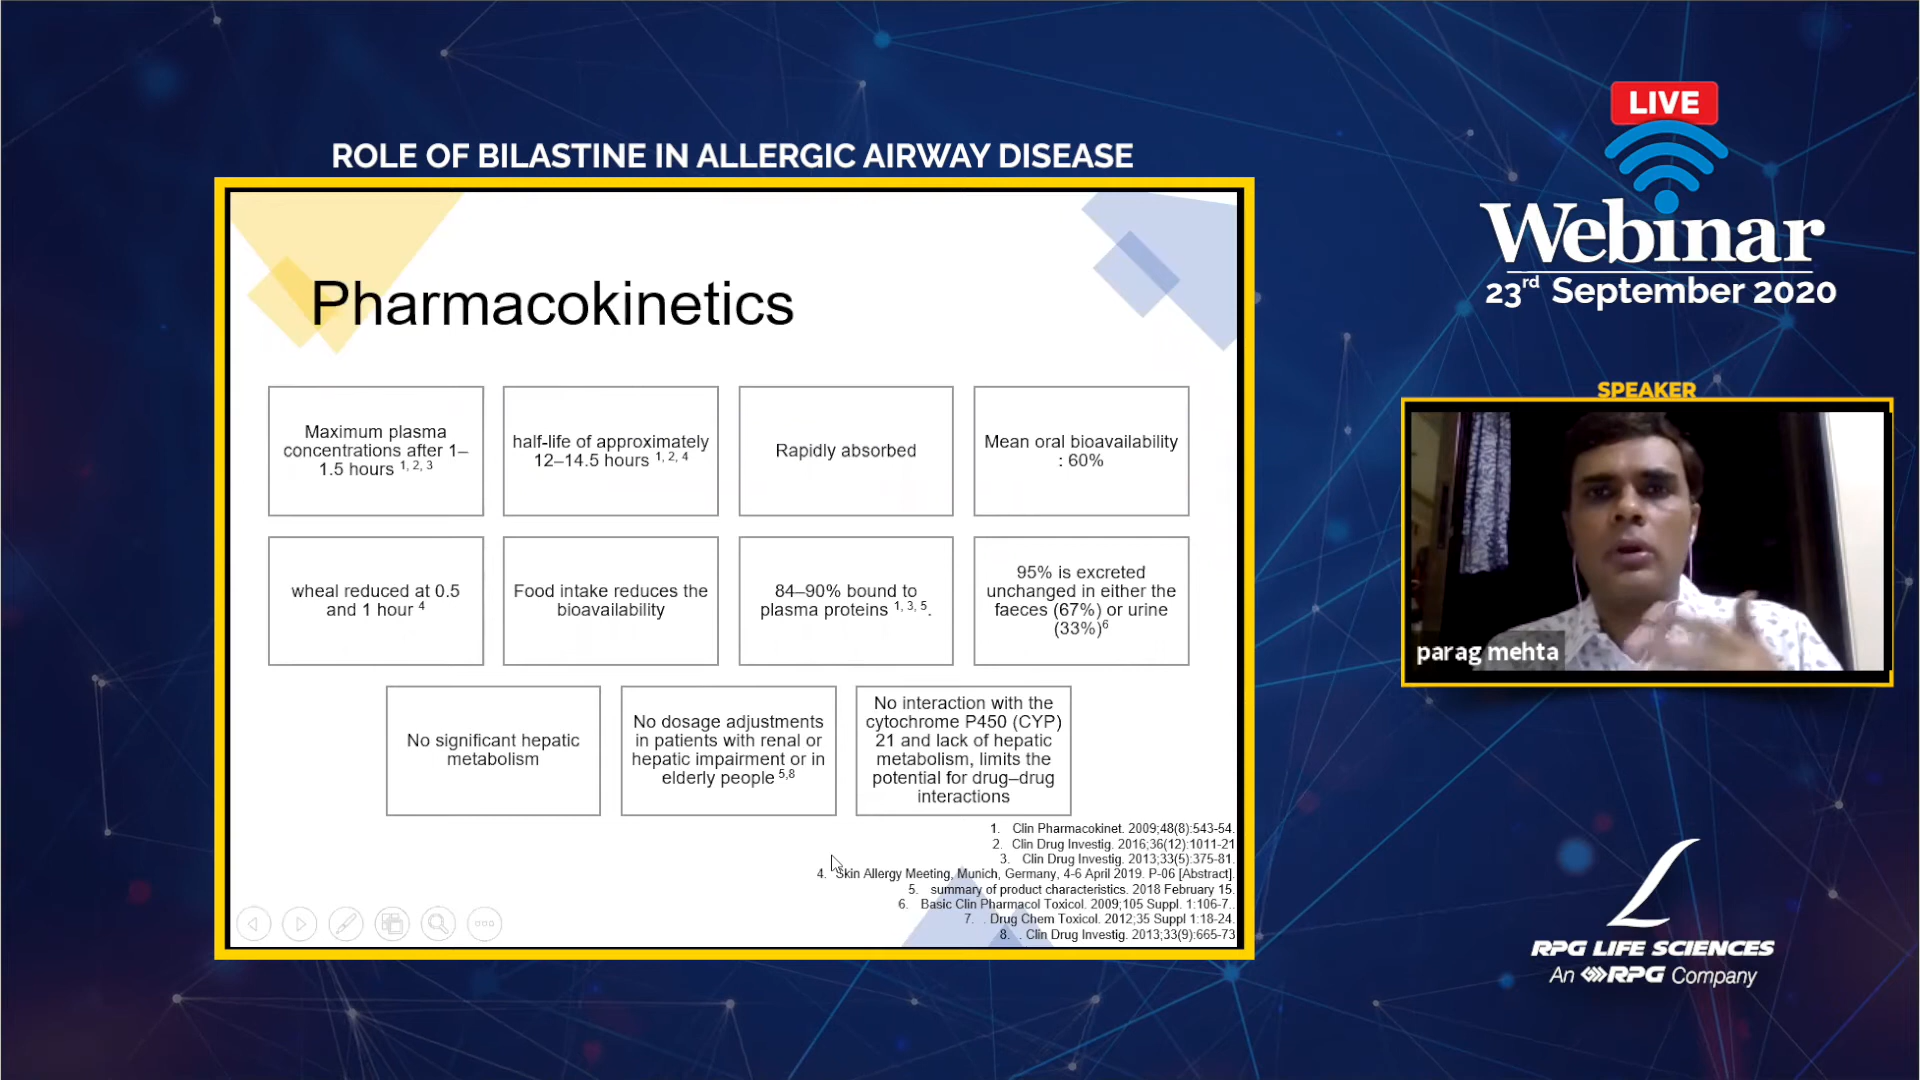 ROLE OF BILASTINE IN ALLERGIC AIRWAY DISEASE
LIVE
Webinar
23rd September 2020
SPEAKER
parag mehta
Pharmacokinetics
Maximum plasma
concentrations after 1–
1.5 hours 1, 2, 3
half-life of approximately
12–14.5 hours 1, 2, 4
Rapidly absorbed
Mean oral bioavailability
: 60%
wheal reduced at 0.5
and 1 hour 4
Food intake reduces the
bioavailability
84–90% bound to
plasma proteins 1, 3, 5.
95% is excreted
unchanged in either the
faeces (67%) or urine
(33%)6
No significant hepatic
metabolism
No dosage adjustments
in patients with renal or
hepatic impairment or in
elderly people 5,8
No interaction with the
cytochrome P450 (CYP)
21 and lack of hepatic
metabolism, limits the
potential for drug–drug
interactions
1. Clin Pharmacokinet. 2009;48(8):543-54.
2. Clin Drug Investig. 2016;36(12):1011-21
3. Clin Drug Investig. 2013;33(5):375-81.
4. Skin Allergy Meeting, Munich, Germany, 4-6 April 2019. P-06 [Abstract].
5. summary of product characteristics. 2018 February 15.
6. Basic Clin Pharmacol Toxicol. 2009;105 Suppl. 1:106-7..
7. . Drug Chem Toxicol. 2012;35 Suppl 1:18-24.
8. . Clin Drug Investig. 2013;33(9):665-73
RPG LIFE SCIENCES
An RPG Company